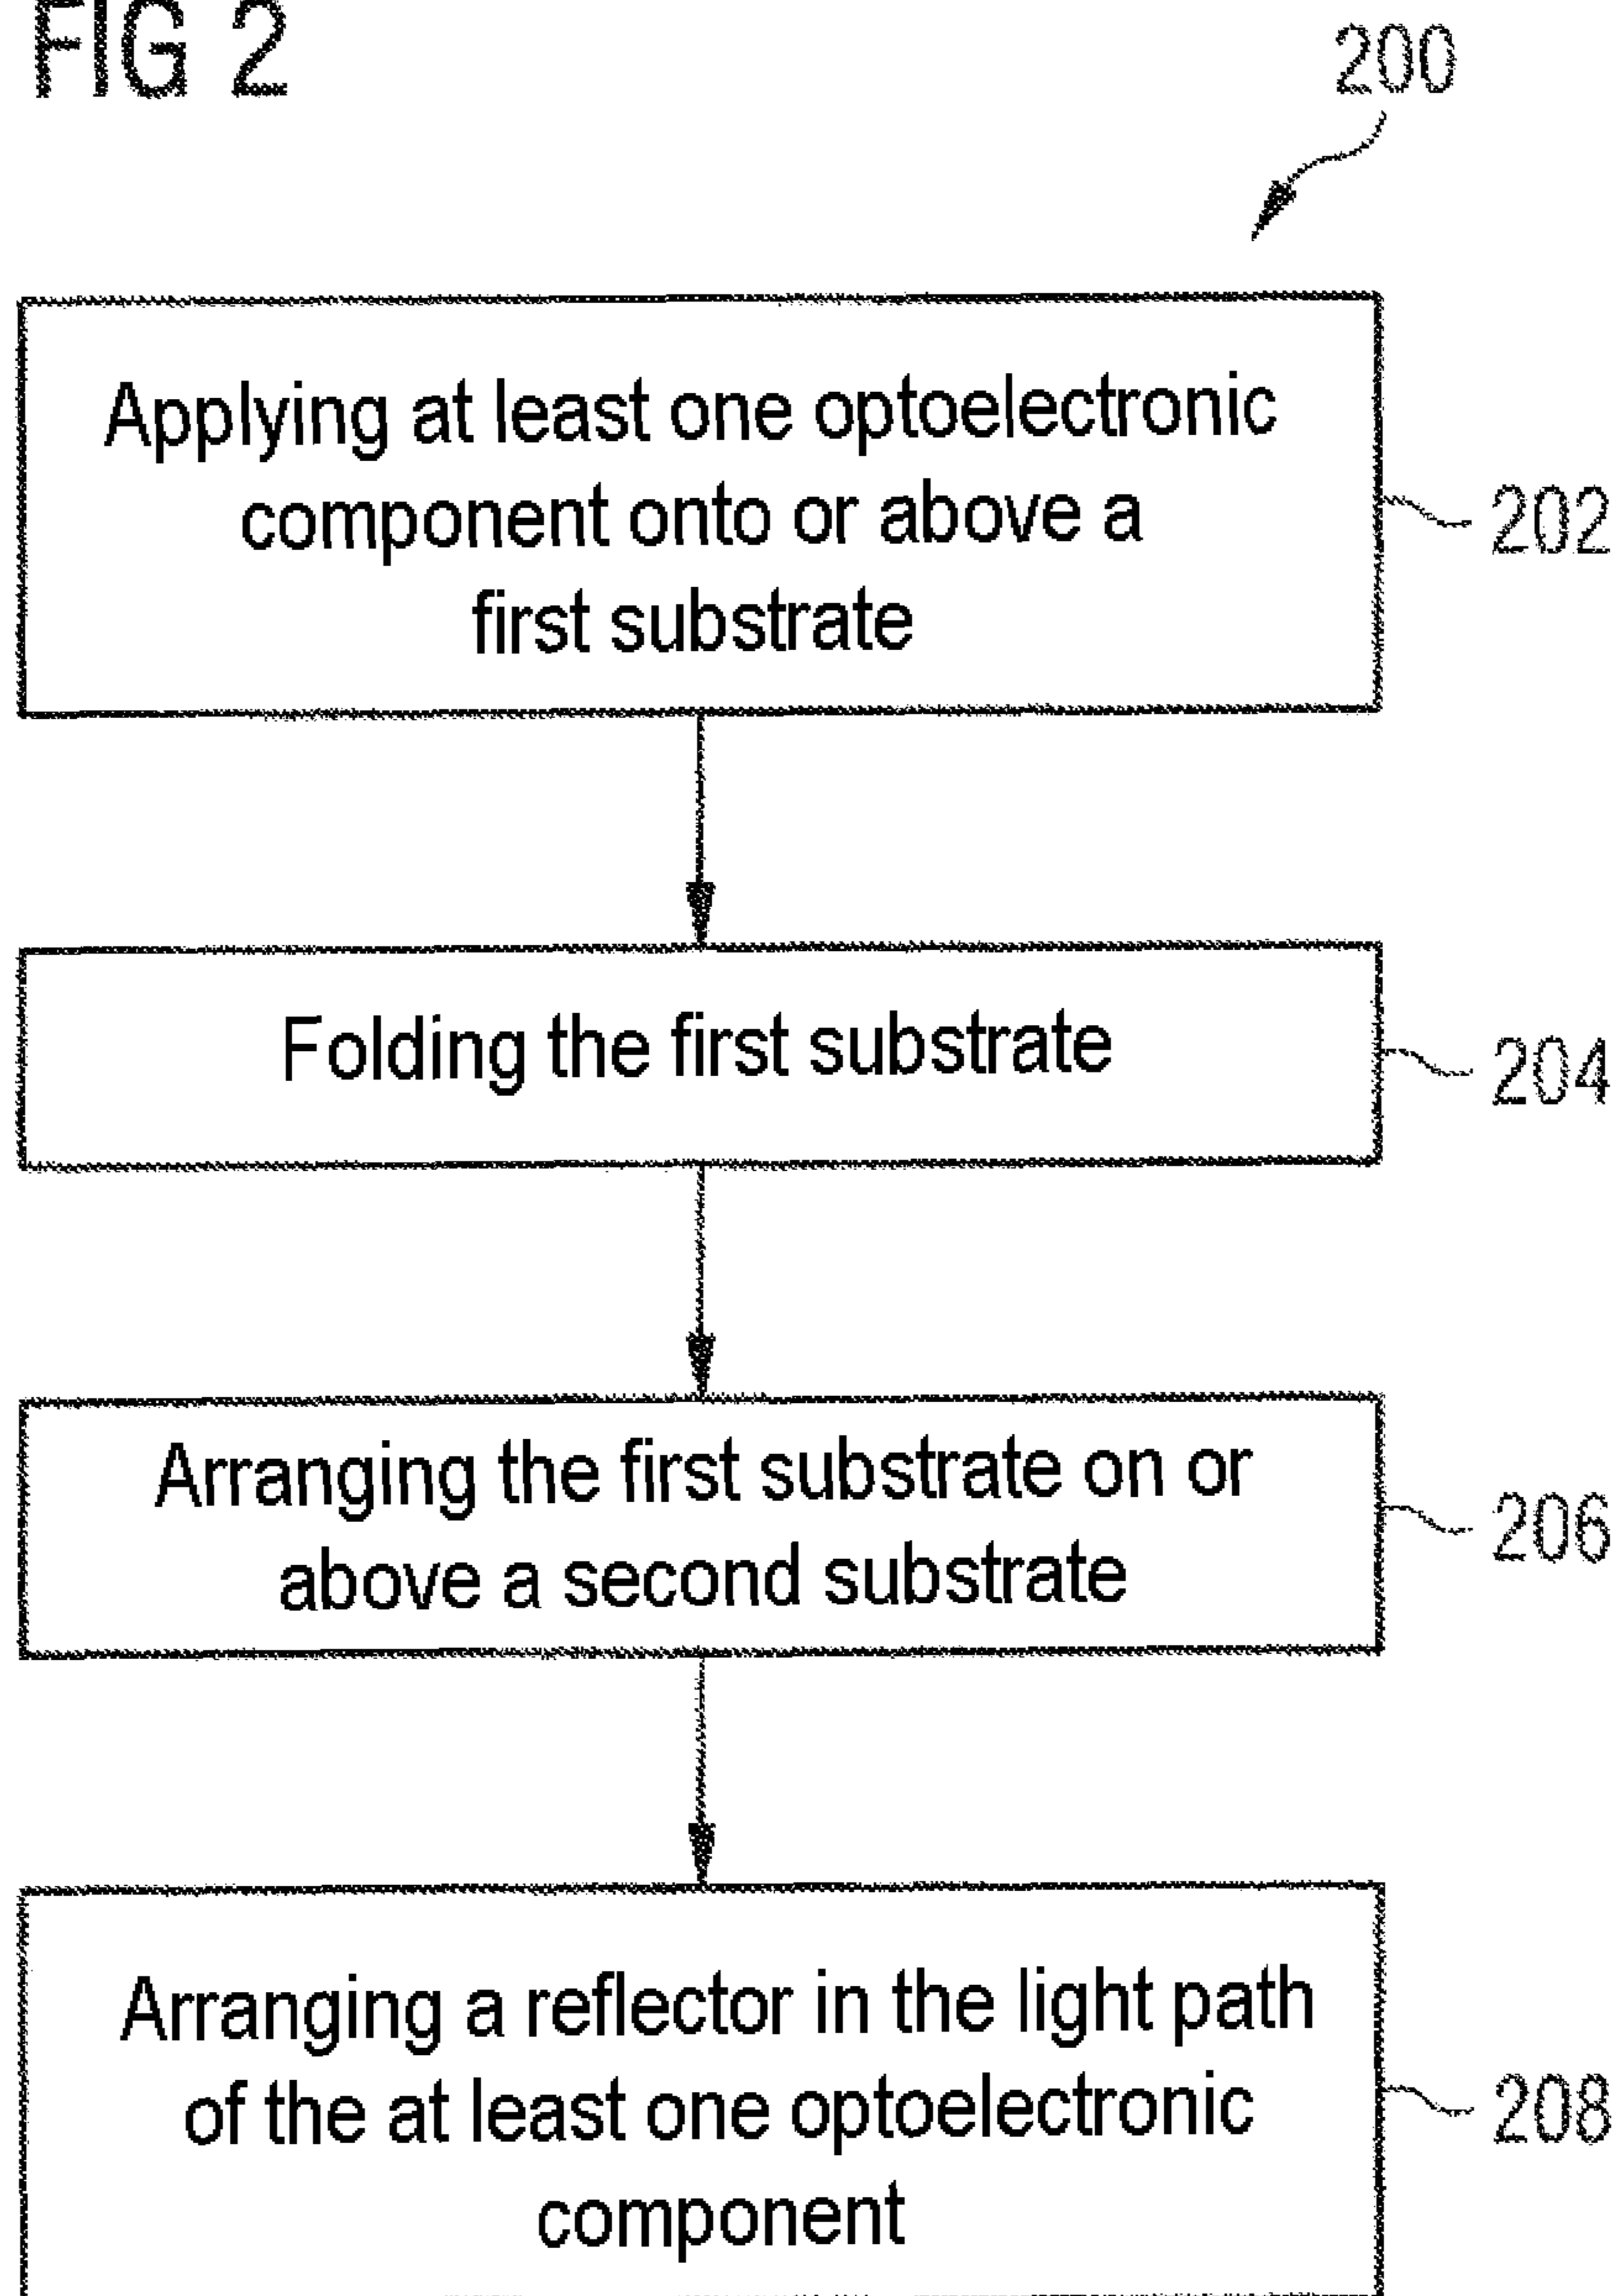 FIG 2
200
Applying at least one optoelectronic
component onto or above a
first substrate
202
Folding the first substrate
204
Arranging the first substrate on or
above a second substrate
206
Arranging a reflector in the light path
of the at least one optoelectronic
component
208